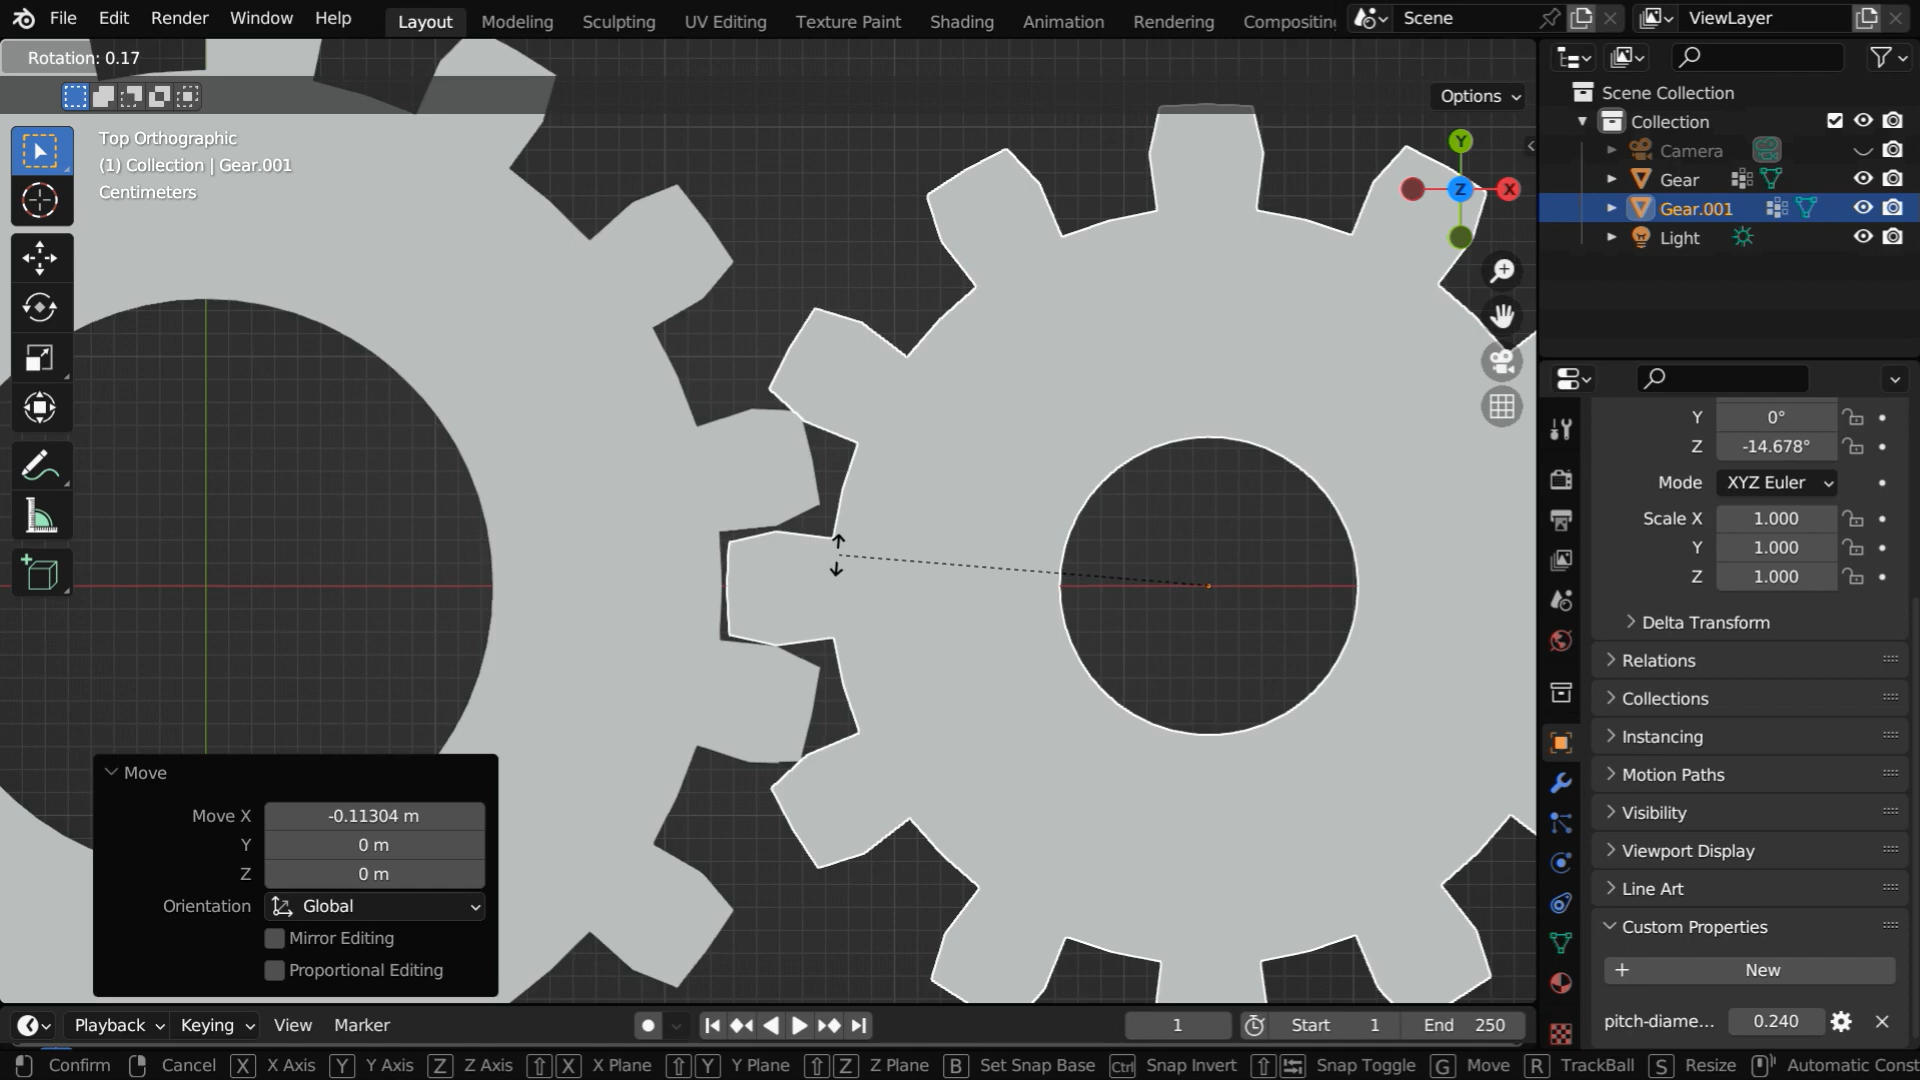 File Edit Render Window Help Layout Modeling Sculpting UV Editing Texture Paint Shading Animation Rendering Compositing Scene ViewLayer
Rotation: 0.17
Options
Top Orthographic
(1) Collection | Gear.001
Centimeters
Y
Z X
Scene Collection
Collection
Camera
Gear
Gear.001
Light
Y 0°
Z -14.678°
Mode XYZ Euler
Scale X 1.000
Y 1.000
Z 1.000
Delta Transform
Relations
Collections
Instancing
Motion Paths
Visibility
Viewport Display
Line Art
Custom Properties
+ New
pitch-diame... 0.240
Move
Move X -0.11304 m
Y 0 m
Z 0 m
Orientation Global
Mirror Editing
Proportional Editing
Playback Keying View Marker 1 Start 1 End 250
Confirm Cancel X X Axis Y Y Axis Z Z Axis X X Plane Y Y Plane Z Z Plane B Set Snap Base Ctrl Snap Invert Snap Toggle G Move R TrackBall S Resize Automatic Const